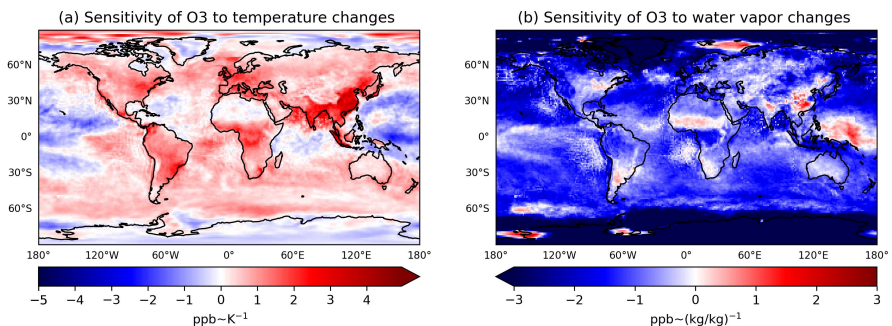 (a) Sensitivity of O3 to temperature changes
60°N
30°N
0°
30°S
60°S
180° 120°W 60°W 0° 60°E 120°E 180°
−5 −4 −3 −2 −1 0 1 2 3 4
ppb~K⁻¹
(b) Sensitivity of O3 to water vapor changes
60°N
30°N
0°
30°S
60°S
180° 120°W 60°W 0° 60°E 120°E 180°
−3 −2 −1 0 1 2 3
ppb~(kg/kg)⁻¹